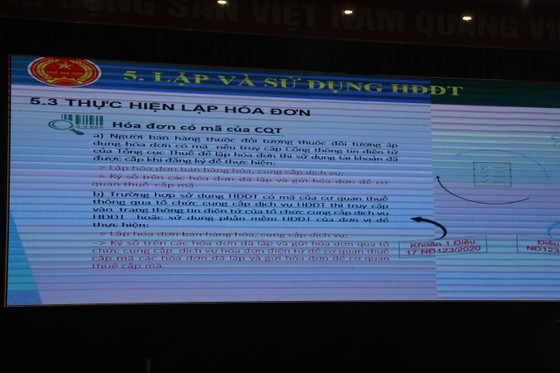 CỘNG SẢN VIỆT NAM QUANG VI
5. LẬP VÀ SỬ DỤNG HĐĐT
5.3 THỰC HIỆN LẬP HÓA ĐƠN
Hóa đơn có mã của CQT
a) Người bán hàng thuộc đối tượng thuộc đối tượng áp
dụng hóa đơn có mã nếu truy cập Cổng thông tin điện tử
của Tổng cục Thuế để lập hóa đơn thì sử dụng tài khoản đã
được cấp khi đăng ký để thực hiện:
> Lập hóa đơn bán hàng hóa, cung cấp dịch vụ;
> Ký số trên các hóa đơn đã lập và gửi hóa đơn để cơ
quan thuế cấp mã.
b) Trường hợp sử dụng HĐĐT có mã của cơ quan thuế
thông qua tổ chức cung cấp dịch vụ HĐĐT thì truy cập
vào trang thông tin điện tử của tổ chức cung cấp dịch vụ
HĐĐT hoặc sử dụng phần mềm HĐĐT của đơn vị để
thực hiện:
> Lập hóa đơn bán hàng hóa, cung cấp dịch vụ;
-> Ký số trên các hóa đơn đã lập và gửi hóa đơn qua tổ
chức cung cấp dịch vụ hóa đơn điện tử để cơ quan thuế
cấp mã các hóa đơn đã lập và gửi hóa đơn để cơ quan
thuế cấp mã.
Khoản 1 Điều
17 NĐ123/2020
Điề
NĐ123